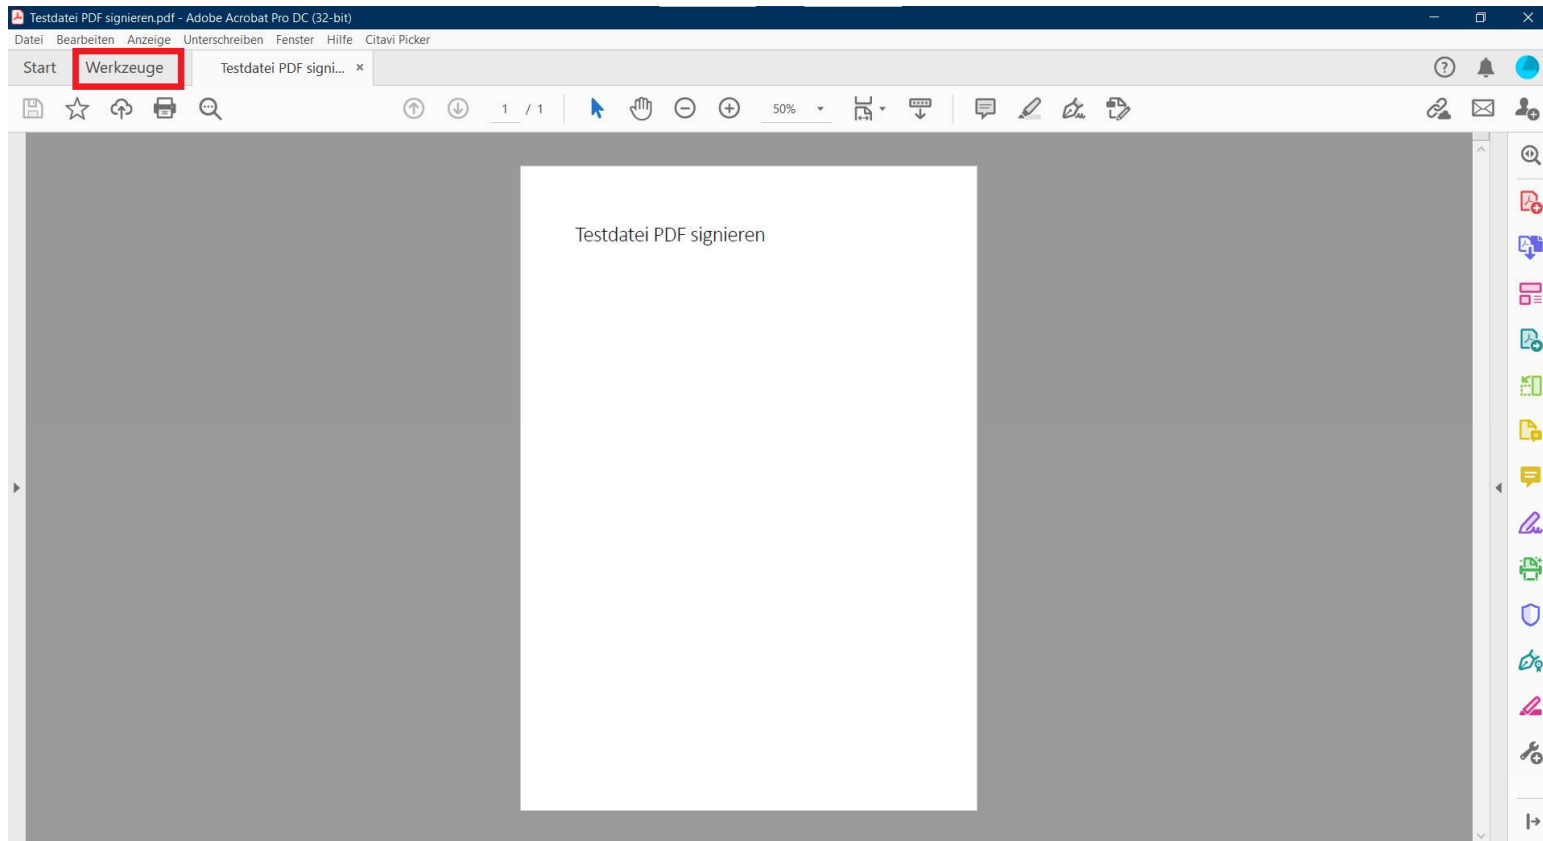 Testdatei PDF signieren.pdf - Adobe Acrobat Pro DC (32-bit)
Datei Bearbeiten Anzeige Unterschreiben Fenster Hilfe Citavi Picker
Start Werkzeuge Testdatei PDF signi... ×
1 / 1 50%
Testdatei PDF signieren